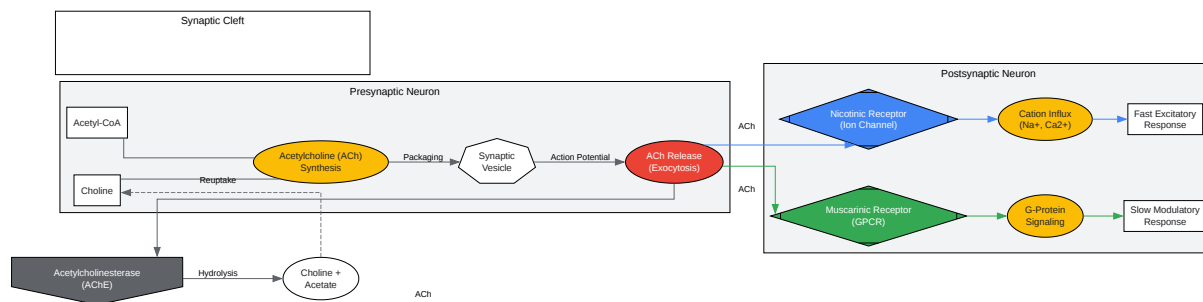 Synaptic Cleft
Presynaptic Neuron
Postsynaptic Neuron
Acetyl-CoA
Choline
Acetylcholine (ACh)
Synthesis
Packaging
Synaptic
Vesicle
Action Potential
ACh Release
(Exocytosis)
Reuptake
ACh
ACh
Nicotinic Receptor
(Ion Channel)
Cation Influx
(Na+, Ca2+)
Fast Excitatory
Response
Muscarinic Receptor
(GPCR)
G-Protein
Signaling
Slow Modulatory
Response
Acetylcholinesterase
(AChE)
Hydrolysis
Choline +
Acetate
ACh